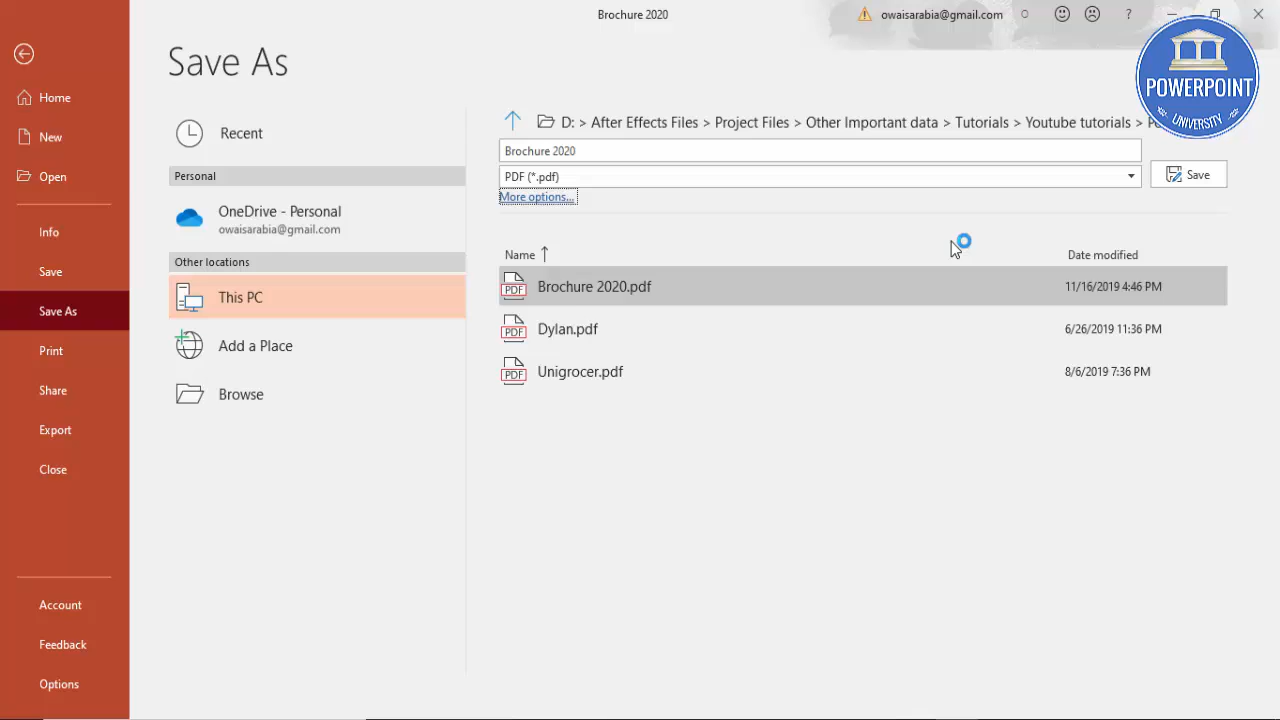 Brochure 2020
owaisarabia@gmail.com
?
POWERPOINT
UNIVERSITY
Save As
Home
New
Open
Info
Save
Save As
Print
Share
Export
Close
Account
Feedback
Options
Recent
Personal
OneDrive - Personal
owaisarabia@gmail.com
Other locations
This PC
Add a Place
Browse
D: > After Effects Files > Project Files > Other Important data > Tutorials > Youtube tutorials >
Brochure 2020
PDF (*.pdf)
Save
More options...
Name Date modified
PDF Brochure 2020.pdf 11/16/2019 4:46 PM
PDF Dylan.pdf 6/26/2019 11:36 PM
PDF Unigrocer.pdf 8/6/2019 7:36 PM